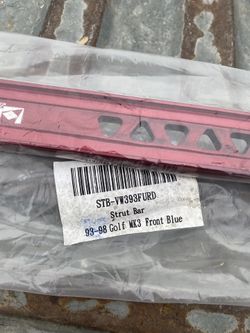 STB-VW393FURD
Strut Bar
93-98 Golf MK3 Front Blue